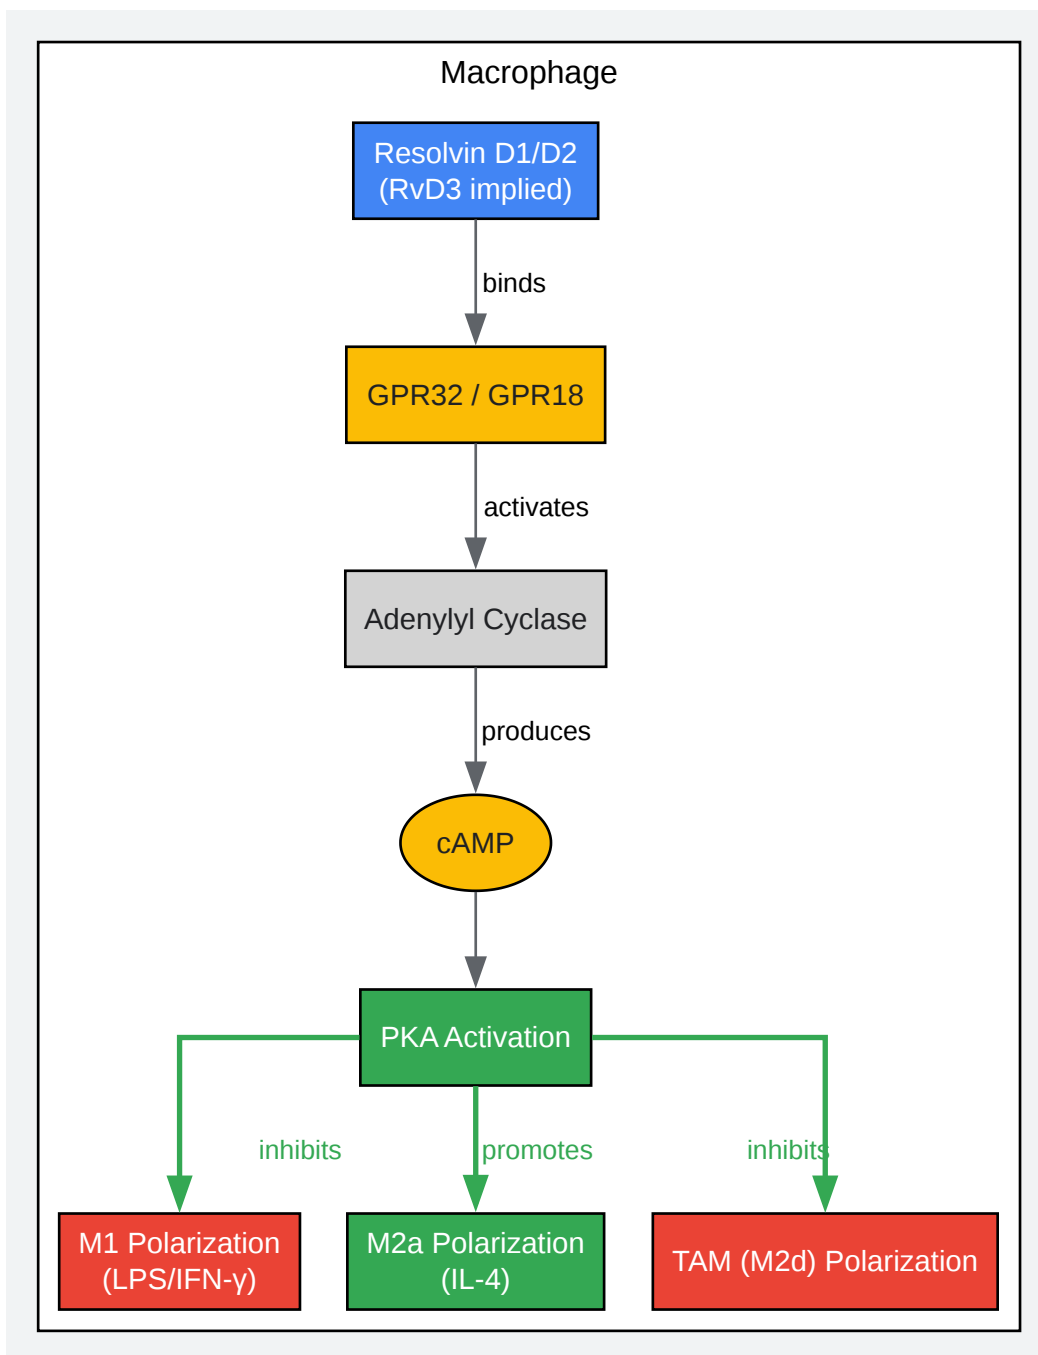 Macrophage
Resolvin D1/D2
(RvD3 implied)
binds
GPR32 / GPR18
activates
Adenylyl Cyclase
produces
cAMP
PKA Activation
inhibits
promotes
inhibits
M1 Polarization
(LPS/IFN-γ)
M2a Polarization
(IL-4)
TAM (M2d) Polarization